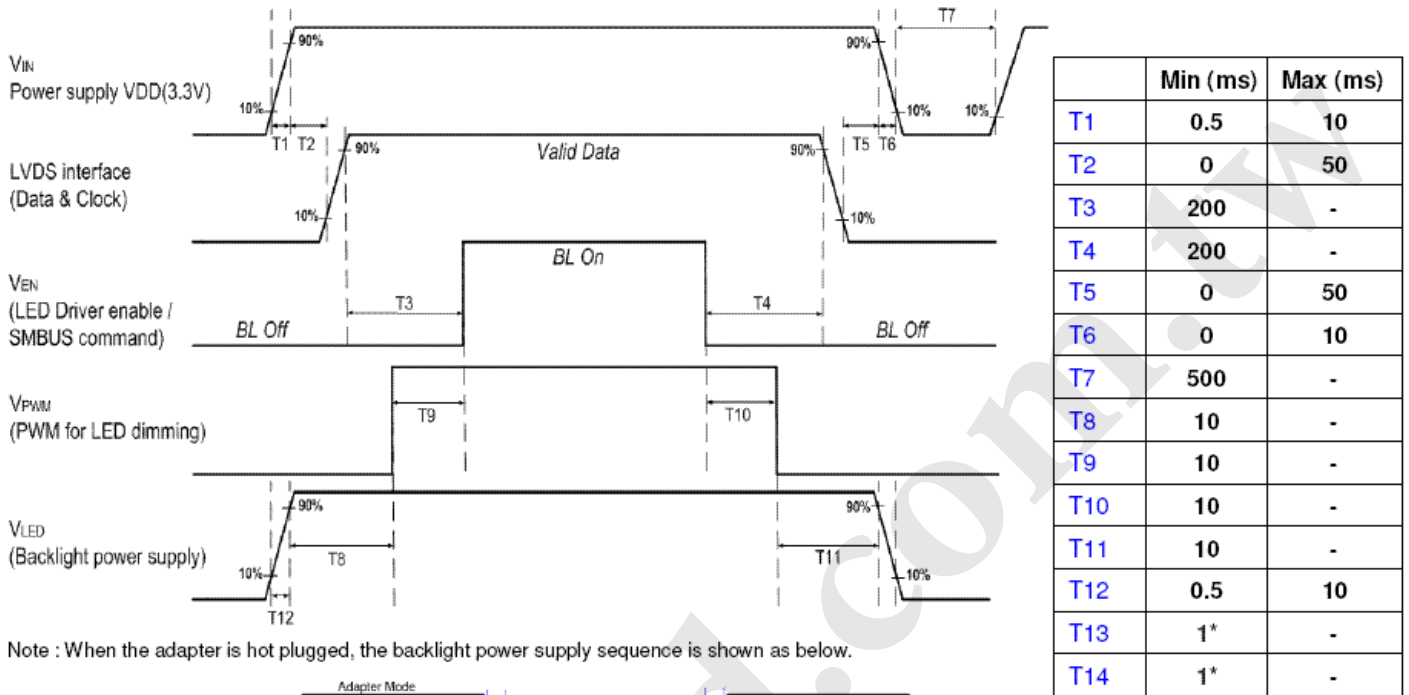 T7
90%
90%
VIN
Power supply VDD(3.3V)
10%
10%
10%
T1 T2
T5 T6
90%
Valid Data
90%
LVDS interface
(Data & Clock)
10%
10%
BL On
VEN
(LED Driver enable /
SMBUS command)
T3
T4
BL Off
BL Off
VPWM
(PWM for LED dimming)
T9
T10
90%
90%
VLED
(Backlight power supply)
T8
T11
10%
10%
T12
Note : When the adapter is hot plugged, the backlight power supply sequence is shown as below.
Adapter Mode
Min (ms) Max (ms)
T1 0.5 10
T2 0 50
T3 200 -
T4 200 -
T5 0 50
T6 0 10
T7 500 -
T8 10 -
T9 10 -
T10 10 -
T11 10 -
T12 0.5 10
T13 1* -
T14 1* -
d.com.tw